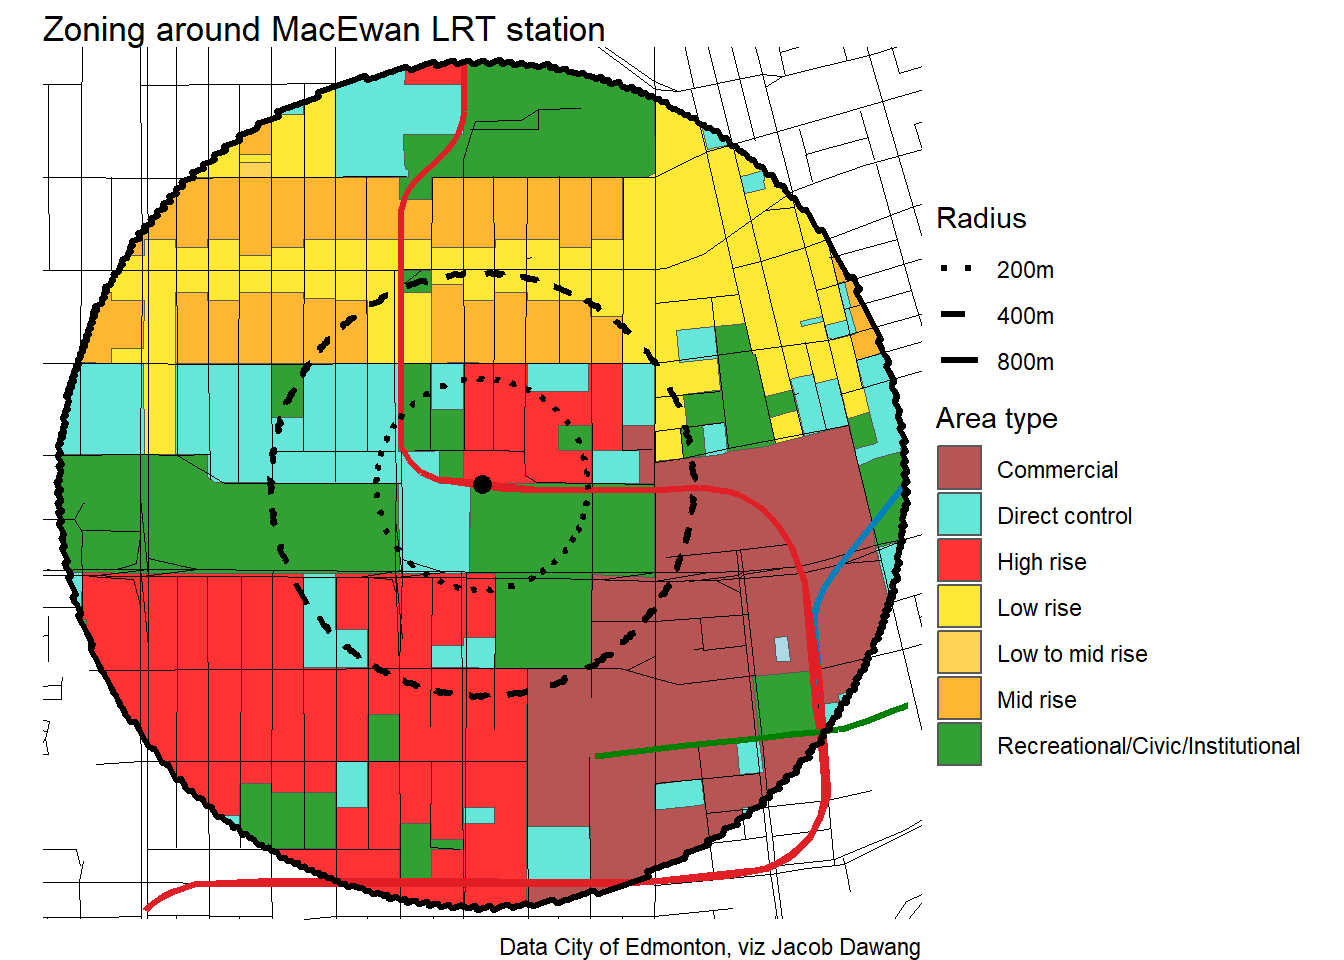 Zoning around MacEwan LRT station
Radius
200m
400m
800m
Area type
Commercial
Direct control
High rise
Low rise
Low to mid rise
Mid rise
Recreational/Civic/Institutional
Data City of Edmonton, viz Jacob Dawang